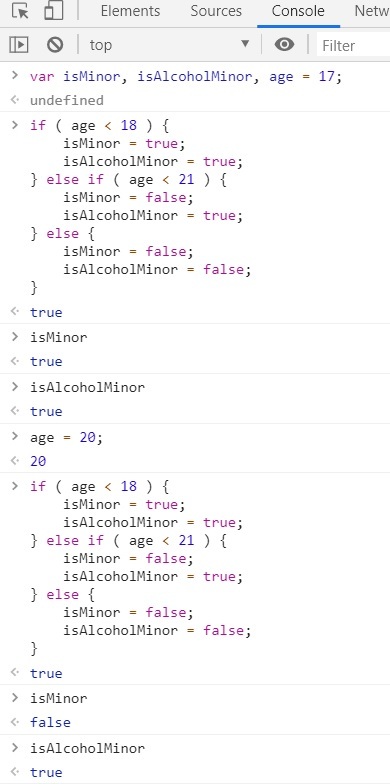 Elements Console Netw
top ▼ Filter
> var isMinor, isAlcoholMinor, age = 17;
< undefined
> if ( age < 18 ) {
    isMinor = true;
    isAlcoholMinor = true;
} else if ( age < 21 ) {
    isMinor = false;
    isAlcoholMinor = true;
} else {
    isMinor = false;
    isAlcoholMinor = false;
}
< true
> isMinor
< true
> isAlcoholMinor
< true
> age = 20;
< 20
> if ( age < 18 ) {
    isMinor = true;
    isAlcoholMinor = true;
} else if ( age < 21 ) {
    isMinor = false;
    isAlcoholMinor = true;
} else {
    isMinor = false;
    isAlcoholMinor = false;
}
< true
> isMinor
< false
> isAlcoholMinor
< true